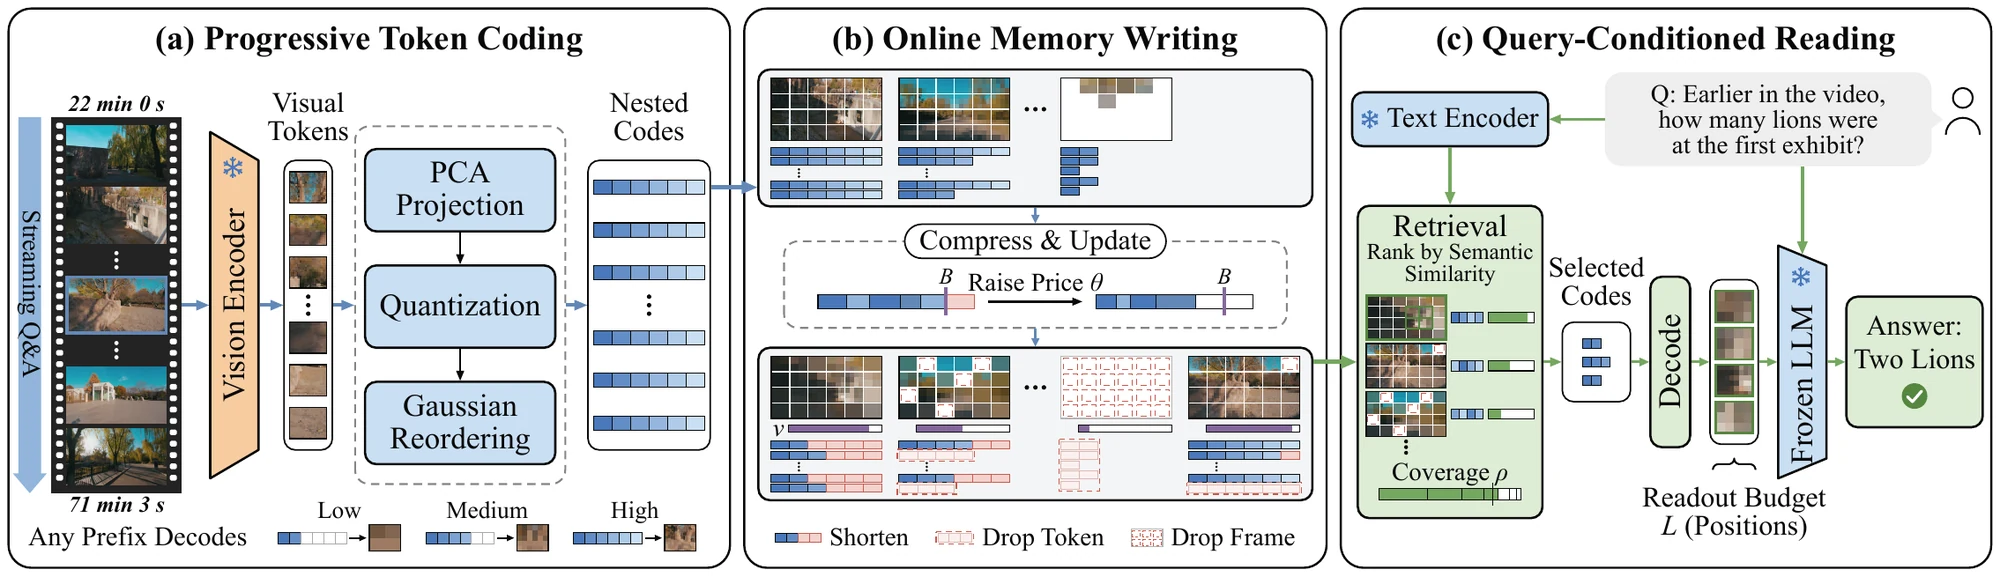 (a) Progressive Token Coding
22 min 0 s
Streaming Q&A
71 min 3 s
Vision Encoder
Visual
Tokens
PCA
Projection
Quantization
Gaussian
Reordering
Nested
Codes
Any Prefix Decodes
Low
Medium
High
(b) Online Memory Writing
Compress & Update
B
Raise Price θ
B
v
Shorten
Drop Token
Drop Frame
(c) Query-Conditioned Reading
Text Encoder
Q: Earlier in the video,
how many lions were
at the first exhibit?
Retrieval
Rank by Semantic
Similarity
Coverage ρ
Selected
Codes
Decode
Readout Budget
L (Positions)
Frozen LLM
Answer:
Two Lions